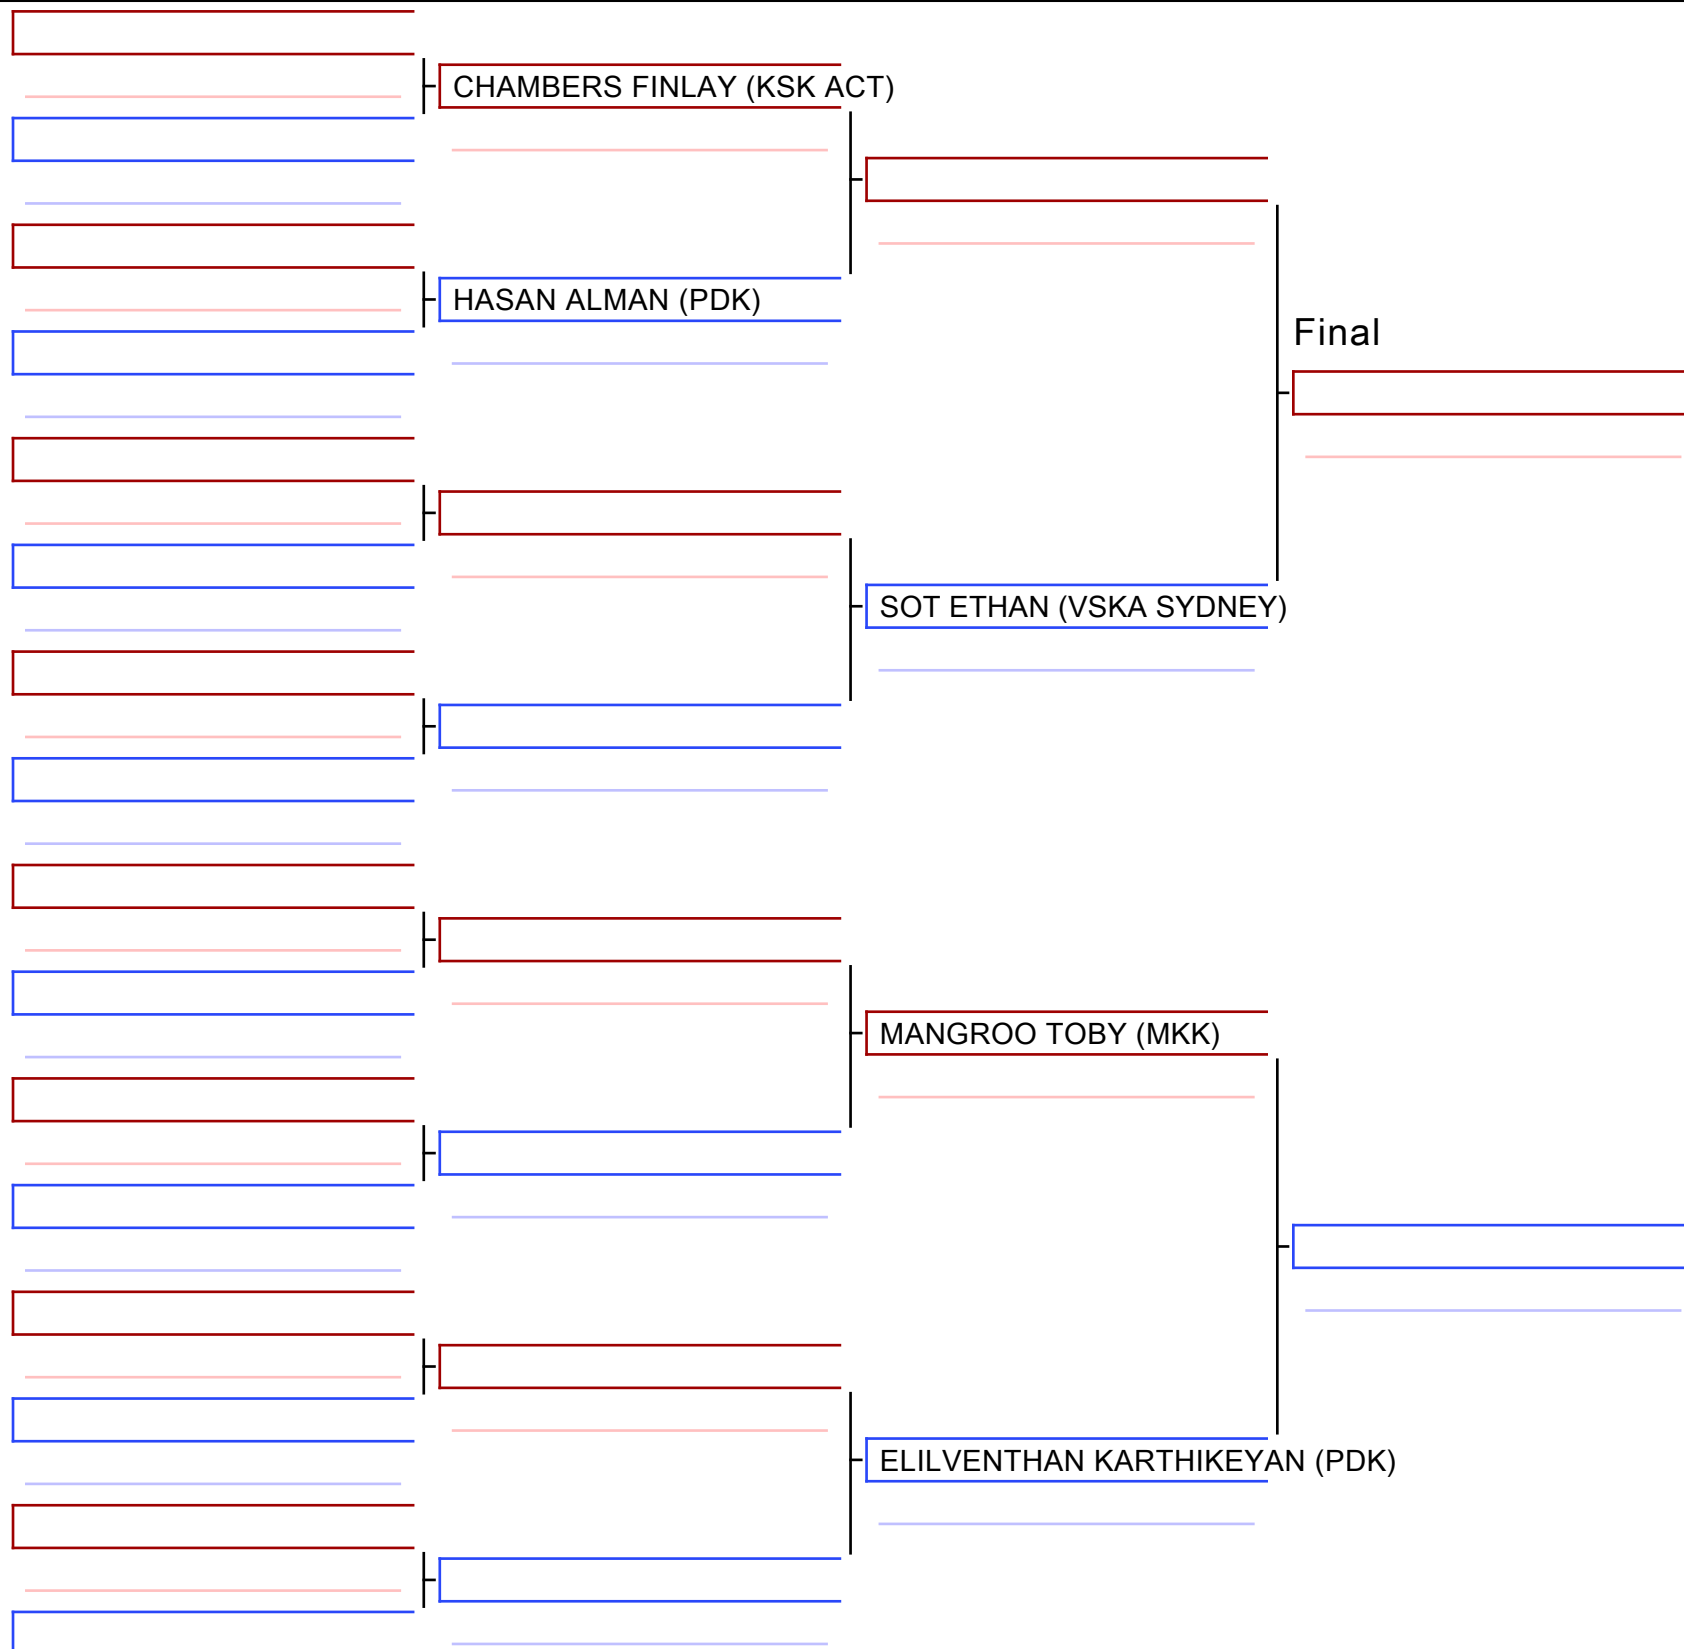 CHAMBERS FINLAY (KSK ACT)
HASAN ALMAN (PDK)
Final
SOT ETHAN (VSKA SYDNEY)
MANGROO TOBY (MKK)
ELILVENTHAN KARTHIKEYAN (PDK)